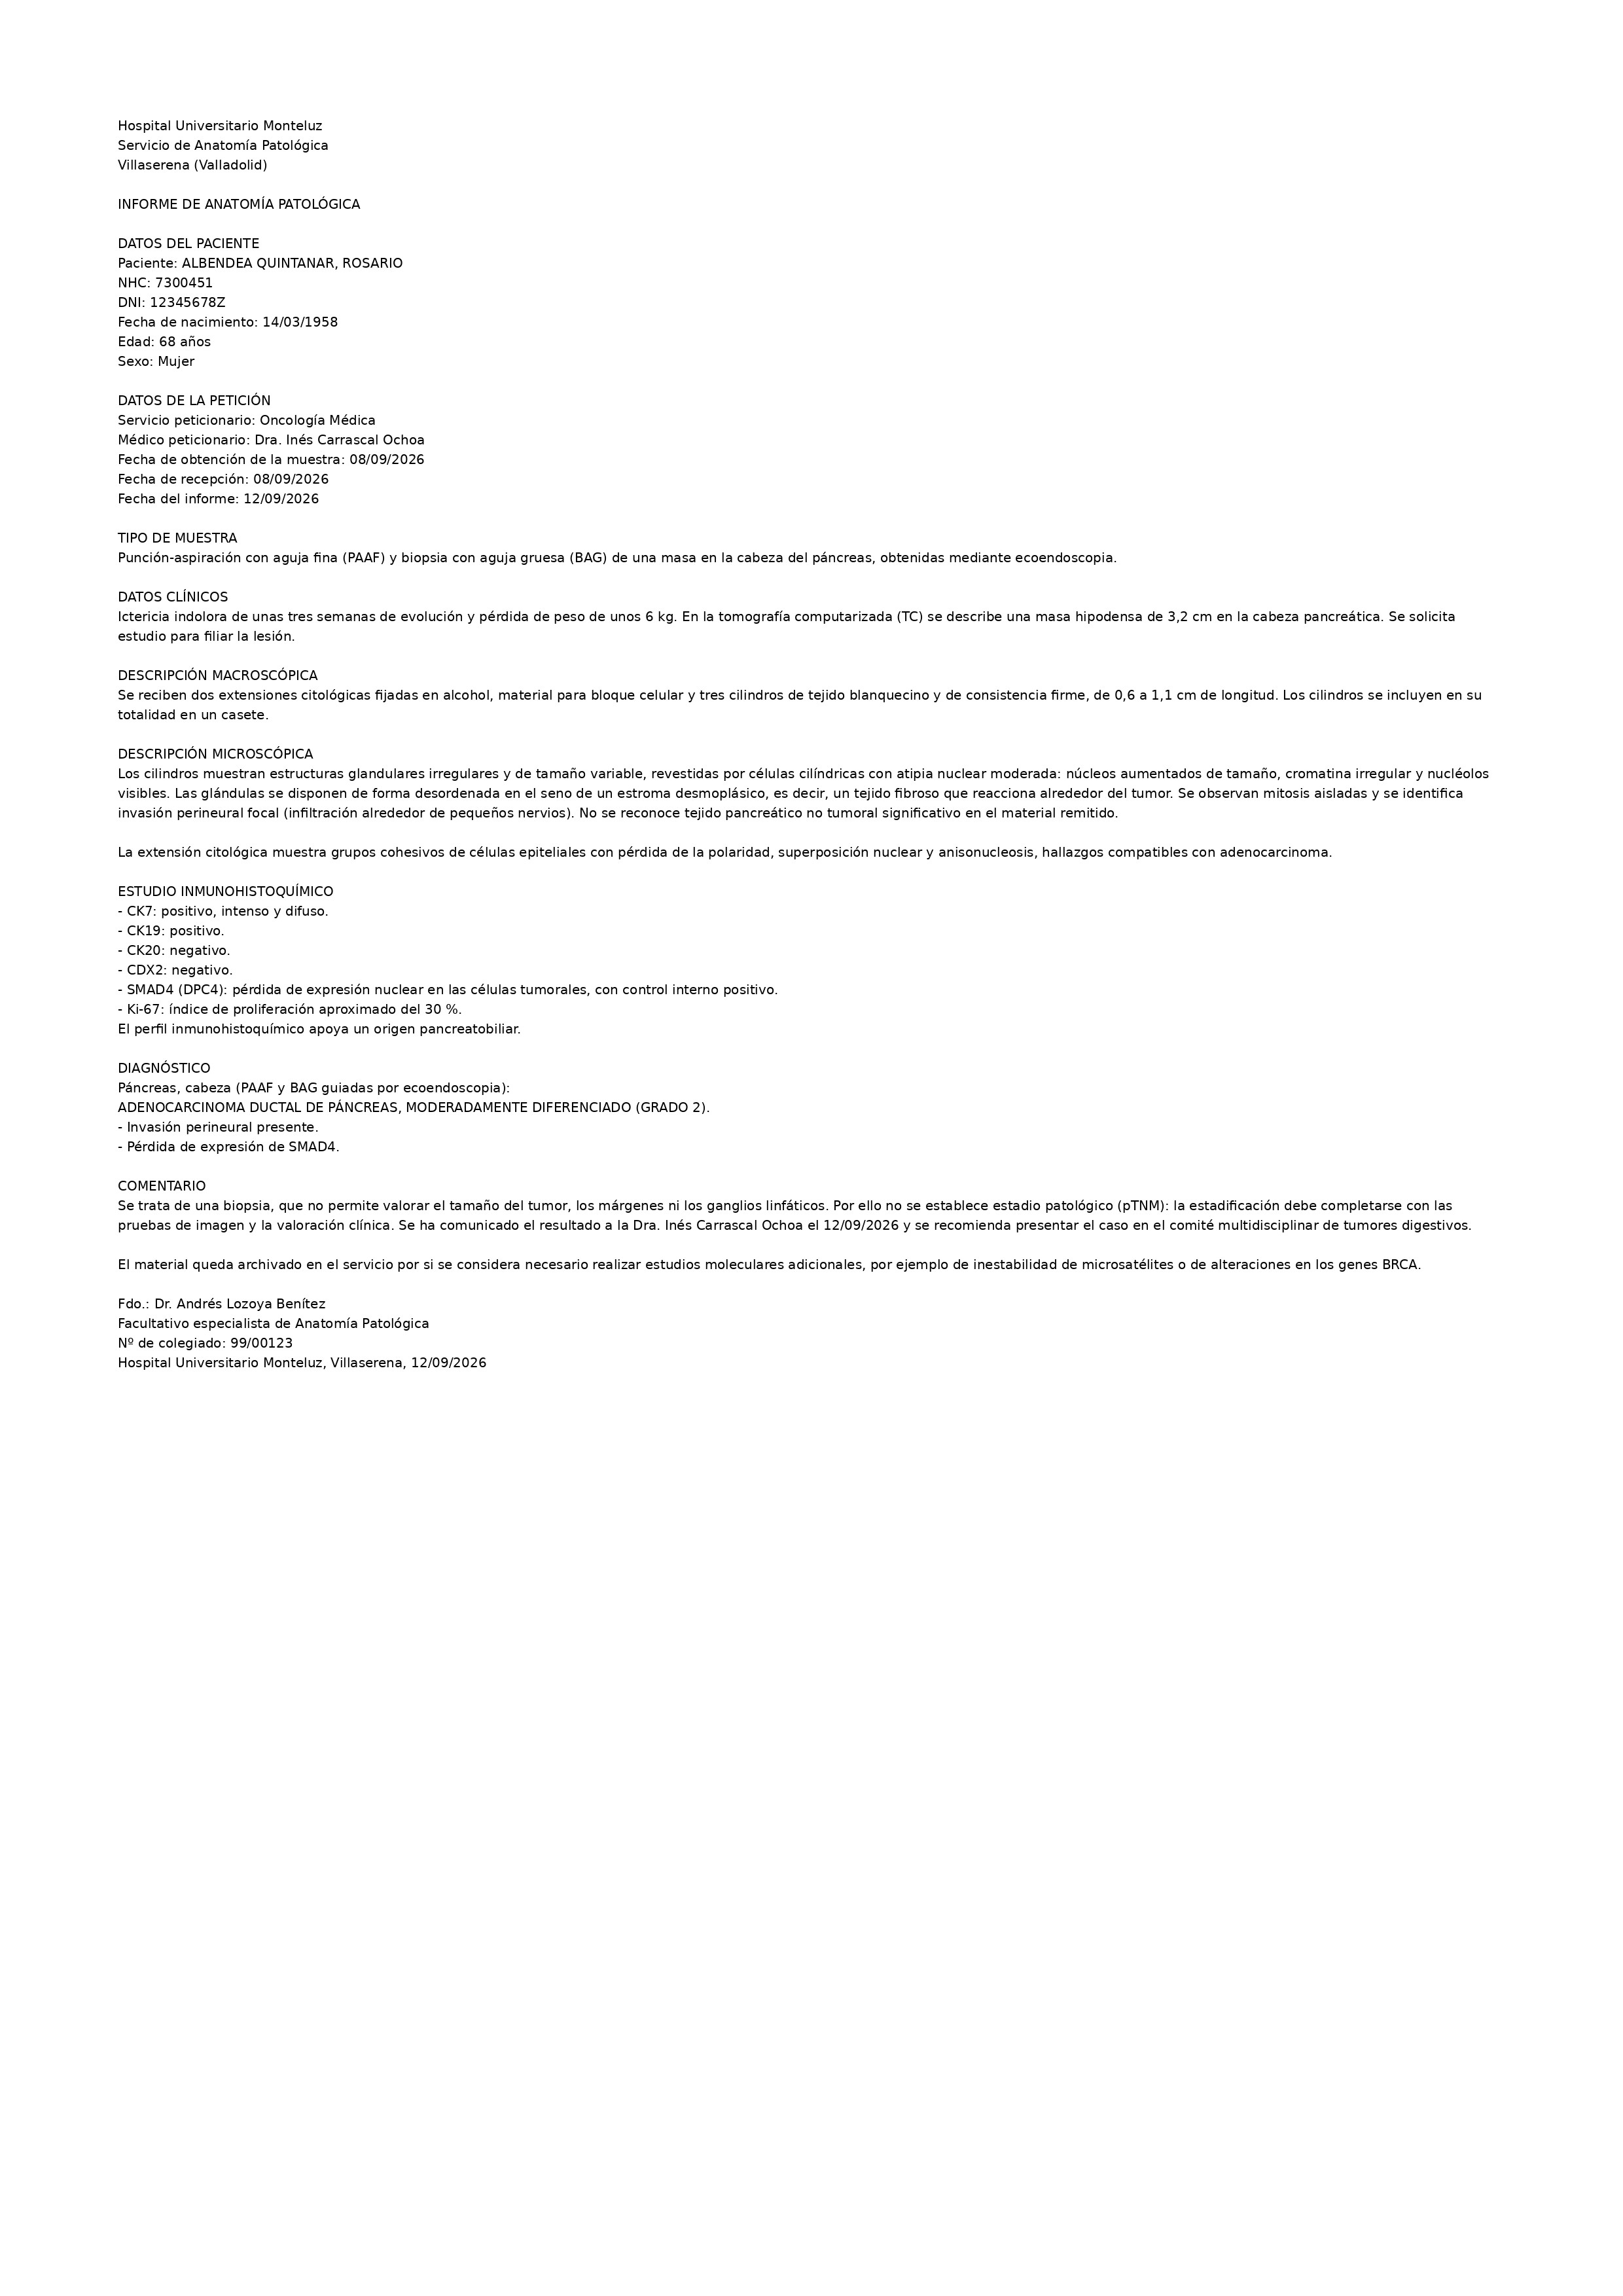 Hospital Universitario Monteluz
Servicio de Anatomía Patológica
Villaserena (Valladolid)
INFORME DE ANATOMÍA PATOLÓGICA
DATOS DEL PACIENTE
Paciente: ALBENDEA QUINTANAR, ROSARIO
NHC: 7300451
DNI: 12345678Z
Fecha de nacimiento: 14/03/1958
Edad: 68 años
Sexo: Mujer
DATOS DE LA PETICIÓN
Servicio peticionario: Oncología Médica
Médico peticionario: Dra. Inés Carrascal Ochoa
Fecha de obtención de la muestra: 08/09/2026
Fecha de recepción: 08/09/2026
Fecha del informe: 12/09/2026
TIPO DE MUESTRA
Punción-aspiración con aguja fina (PAAF) y biopsia con aguja gruesa (BAG) de una masa en la cabeza del páncreas, obtenidas mediante ecoendoscopia.
DATOS CLÍNICOS
Ictericia indolora de unas tres semanas de evolución y pérdida de peso de unos 6 kg. En la tomografía computarizada (TC) se describe una masa hipodensa de 3,2 cm en la cabeza pancreática. Se solicita
estudio para filiar la lesión.
DESCRIPCIÓN MACROSCÓPICA
Se reciben dos extensiones citológicas fijadas en alcohol, material para bloque celular y tres cilindros de tejido blanquecino y de consistencia firme, de 0,6 a 1,1 cm de longitud. Los cilindros se incluyen en su
totalidad en un casete.
DESCRIPCIÓN MICROSCÓPICA
Los cilindros muestran estructuras glandulares irregulares y de tamaño variable, revestidas por células cilíndricas con atipia nuclear moderada: núcleos aumentados de tamaño, cromatina irregular y nucléolos
visibles. Las glándulas se disponen de forma desordenada en el seno de un estroma desmoplásico, es decir, un tejido fibroso que reacciona alrededor del tumor. Se observan mitosis aisladas y se identifica
invasión perineural focal (infiltración alrededor de pequeños nervios). No se reconoce tejido pancreático no tumoral significativo en el material remitido.
La extensión citológica muestra grupos cohesivos de células epiteliales con pérdida de la polaridad, superposición nuclear y anisonucleosis, hallazgos compatibles con adenocarcinoma.
ESTUDIO INMUNOHISTOQUÍMICO
- CK7: positivo, intenso y difuso.
- CK19: positivo.
- CK20: negativo.
- CDX2: negativo.
- SMAD4 (DPC4): pérdida de expresión nuclear en las células tumorales, con control interno positivo.
- Ki-67: índice de proliferación aproximado del 30 %.
El perfil inmunohistoquímico apoya un origen pancreatobiliar.
DIAGNÓSTICO
Páncreas, cabeza (PAAF y BAG guiadas por ecoendoscopia):
ADENOCARCINOMA DUCTAL DE PÁNCREAS, MODERADAMENTE DIFERENCIADO (GRADO 2).
- Invasión perineural presente.
- Pérdida de expresión de SMAD4.
COMENTARIO
Se trata de una biopsia, que no permite valorar el tamaño del tumor, los márgenes ni los ganglios linfáticos. Por ello no se establece estadio patológico (pTNM): la estadificación debe completarse con las
pruebas de imagen y la valoración clínica. Se ha comunicado el resultado a la Dra. Inés Carrascal Ochoa el 12/09/2026 y se recomienda presentar el caso en el comité multidisciplinar de tumores digestivos.
El material queda archivado en el servicio por si se considera necesario realizar estudios moleculares adicionales, por ejemplo de inestabilidad de microsatélites o de alteraciones en los genes BRCA.
Fdo.: Dr. Andrés Lozoya Benítez
Facultativo especialista de Anatomía Patológica
Nº de colegiado: 99/00123
Hospital Universitario Monteluz, Villaserena, 12/09/2026